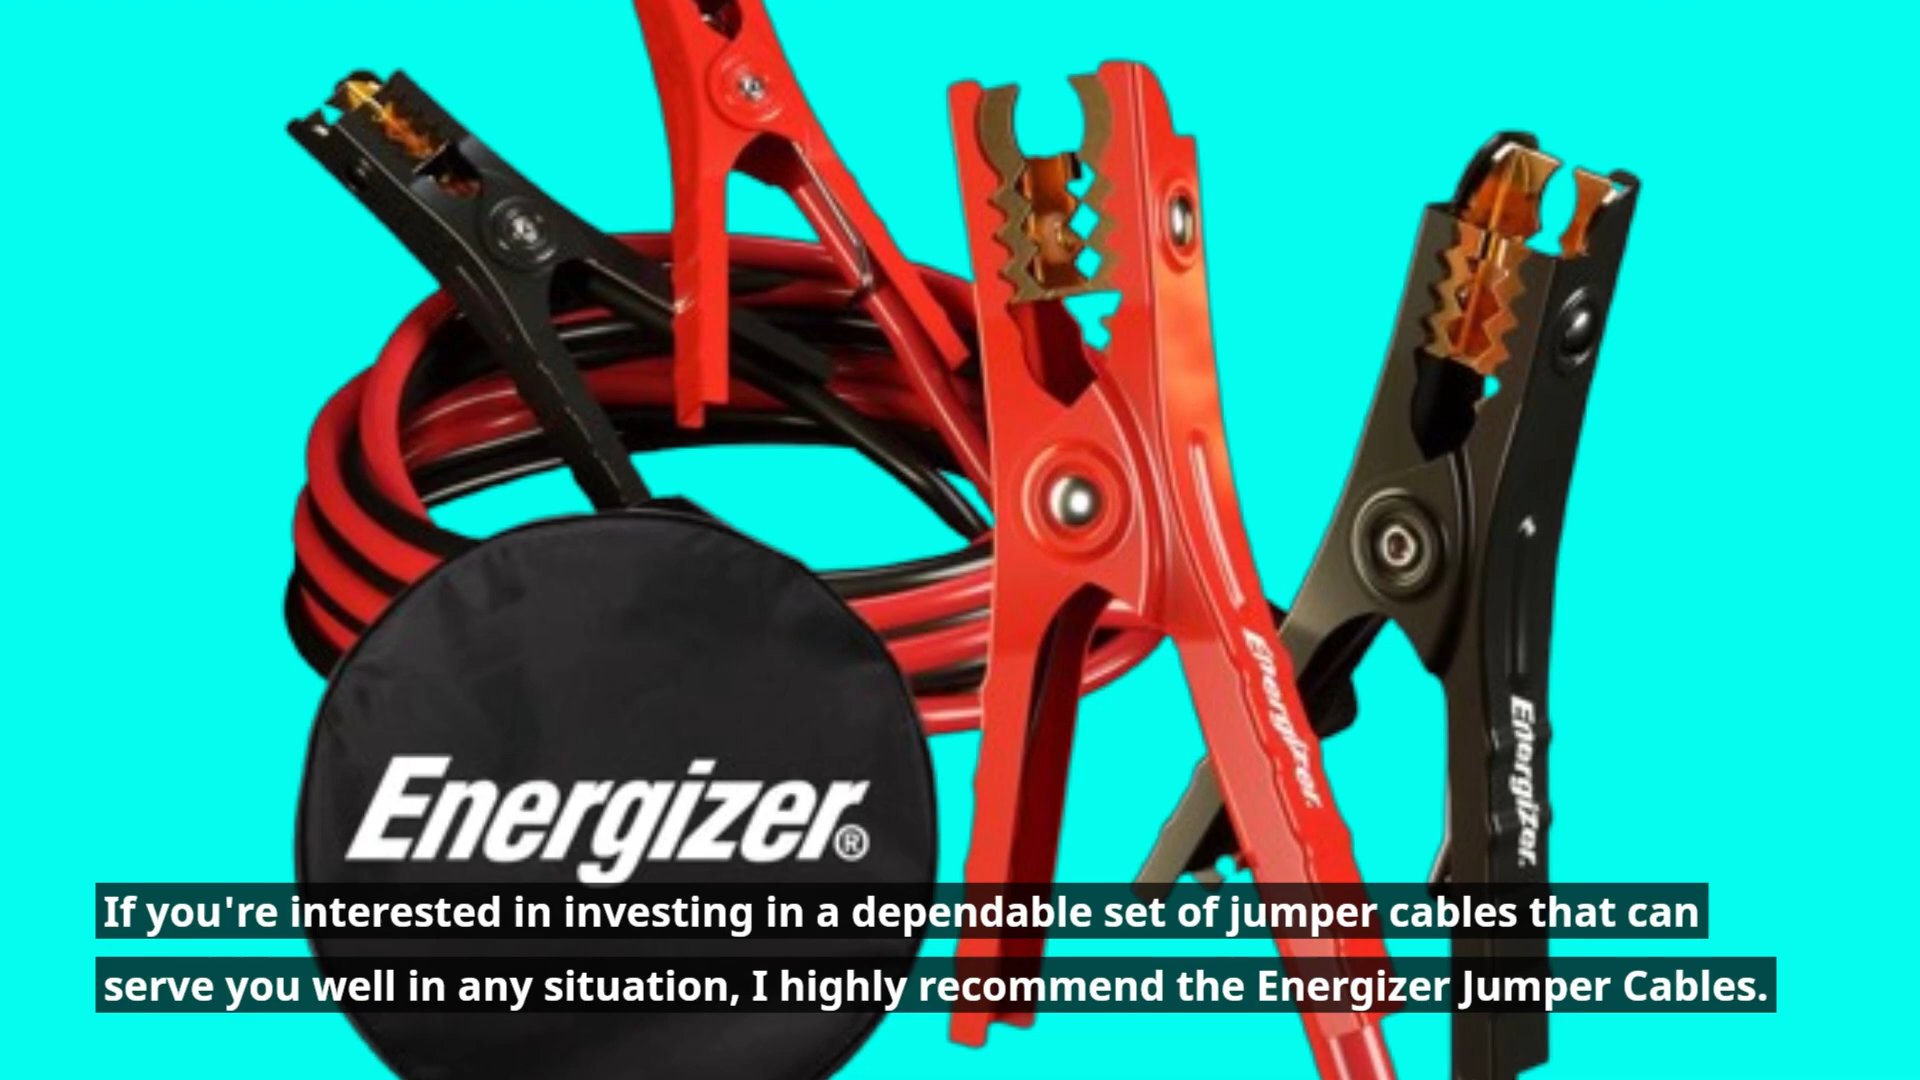 Energizer®
Energizer.
Energizer.
If you're interested in investing in a dependable set of jumper cables that can
serve you well in any situation, I highly recommend the Energizer Jumper Cables.